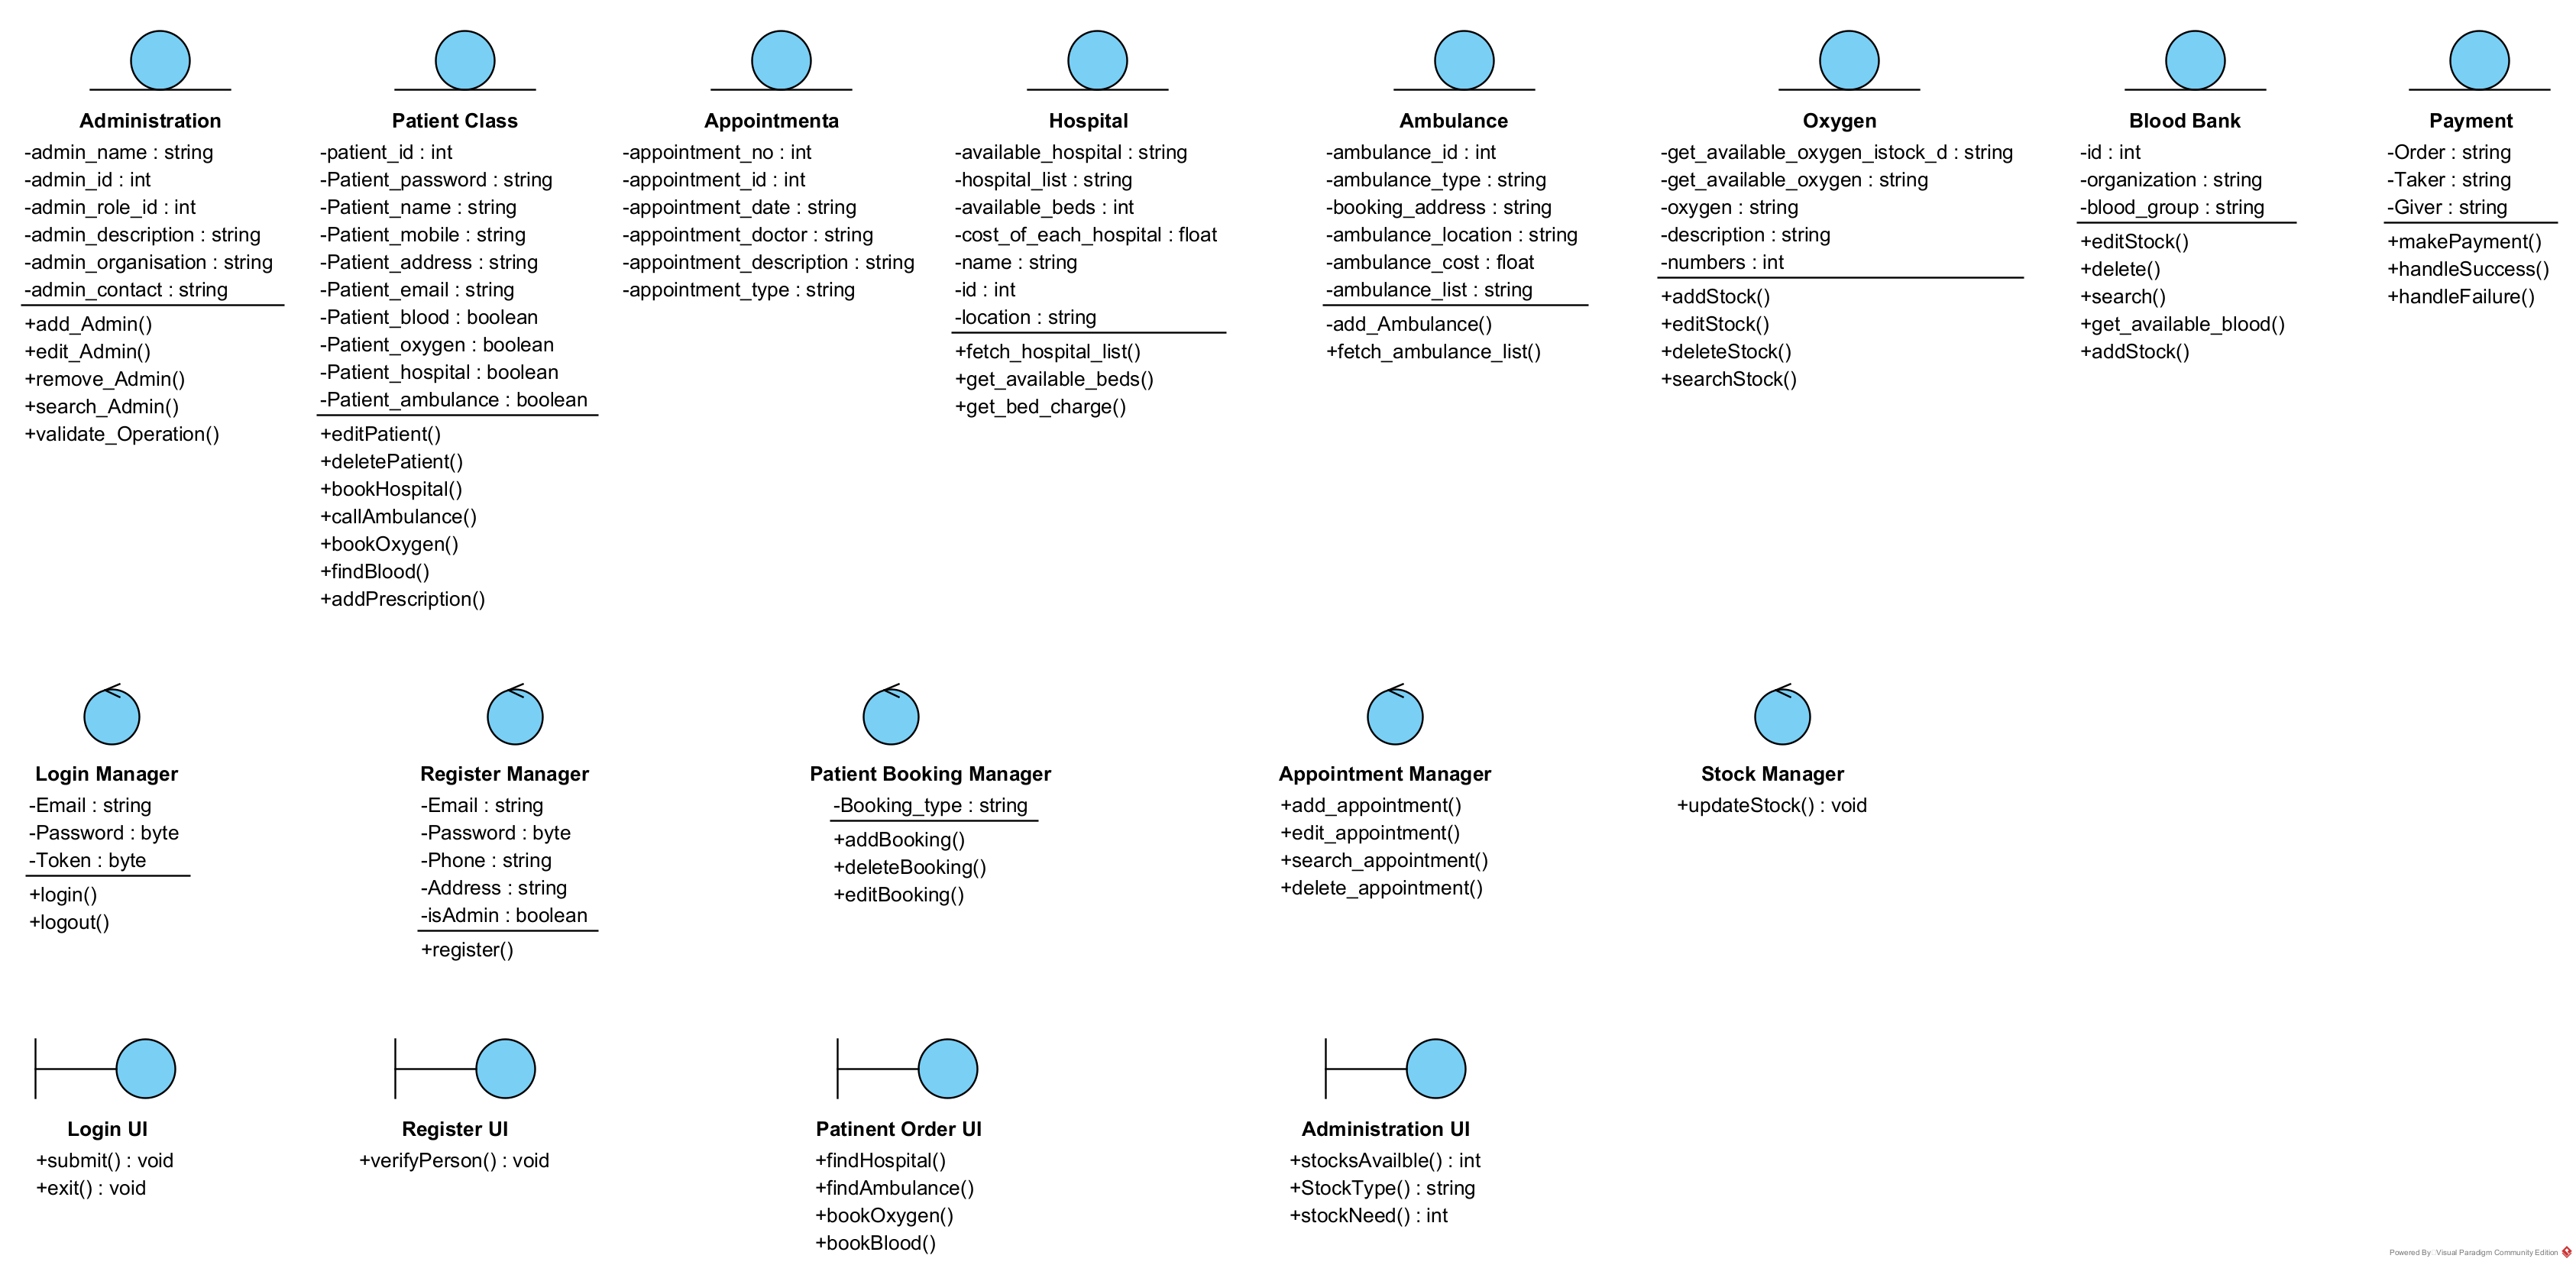 Administration
-admin_name : string
-admin_id : int
-admin_role_id : int
-admin_description : string
-admin_organisation : string
-admin_contact : string
+add_Admin()
+edit_Admin()
+remove_Admin()
+search_Admin()
+validate_Operation()
Patient Class
-patient_id : int
-Patient_password : string
-Patient_name : string
-Patient_mobile : string
-Patient_address : string
-Patient_email : string
-Patient_blood : boolean
-Patient_oxygen : boolean
-Patient_hospital : boolean
-Patient_ambulance : boolean
+editPatient()
+deletePatient()
+bookHospital()
+callAmbulance()
+bookOxygen()
+findBlood()
+addPrescription()
Appointmenta
-appointment_no : int
-appointment_id : int
-appointment_date : string
-appointment_doctor : string
-appointment_description : string
-appointment_type : string
Hospital
-available_hospital : string
-hospital_list : string
-available_beds : int
-cost_of_each_hospital : float
-name : string
-id : int
-location : string
+fetch_hospital_list()
+get_available_beds()
+get_bed_charge()
Ambulance
-ambulance_id : int
-ambulance_type : string
-booking_address : string
-ambulance_location : string
-ambulance_cost : float
-ambulance_list : string
-add_Ambulance()
+fetch_ambulance_list()
Oxygen
-get_available_oxygen_istock_d : string
-get_available_oxygen : string
-oxygen : string
-description : string
-numbers : int
+addStock()
+editStock()
+deleteStock()
+searchStock()
Blood Bank
-id : int
-organization : string
-blood_group : string
+editStock()
+delete()
+search()
+get_available_blood()
+addStock()
Payment
-Order : string
-Taker : string
-Giver : string
+makePayment()
+handleSuccess()
+handleFailure()
Login Manager
-Email : string
-Password : byte
-Token : byte
+login()
+logout()
Register Manager
-Email : string
-Password : byte
-Phone : string
-Address : string
-isAdmin : boolean
+register()
Patient Booking Manager
-Booking_type : string
+addBooking()
+deleteBooking()
+editBooking()
Appointment Manager
+add_appointment()
+edit_appointment()
+search_appointment()
+delete_appointment()
Stock Manager
+updateStock() : void
Login UI
+submit() : void
+exit() : void
Register UI
+verifyPerson() : void
Patinent Order UI
+findHospital()
+findAmbulance()
+bookOxygen()
+bookBlood()
Administration UI
+stocksAvailble() : int
+StockType() : string
+stockNeed() : int
Powered By: Visual Paradigm Community Edition